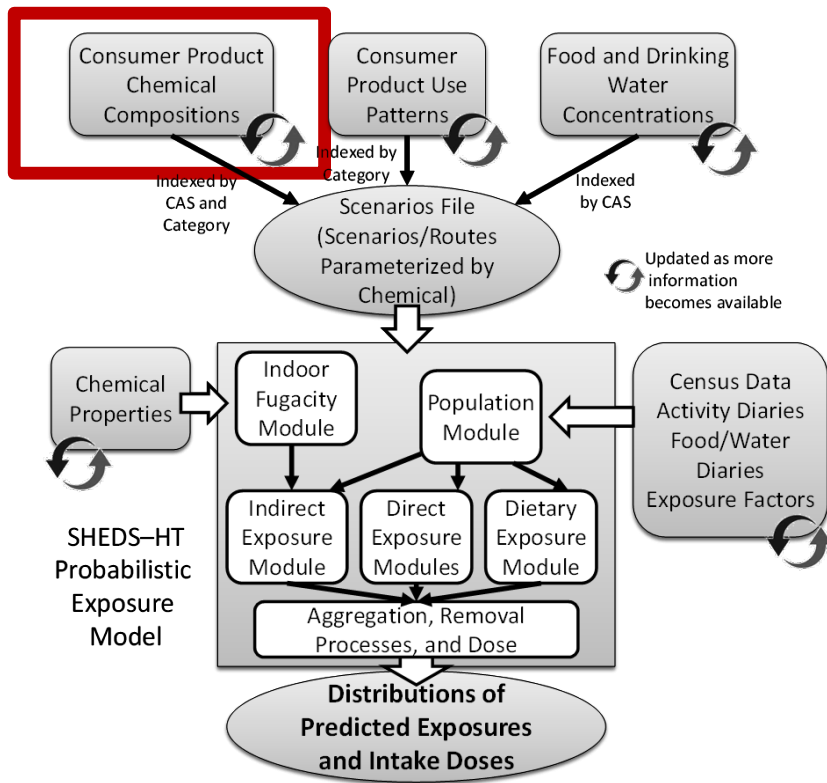 Consumer Product
Chemical
Compositions
Consumer
Product Use
Patterns
Food and Drinking
Water
Concentrations
Indexed by
CAS and
Category
Indexed by
Category
Indexed
by CAS
Scenarios File
(Scenarios/Routes
Parameterized by
Chemical)
Updated as more
information
becomes available
Chemical
Properties
Indoor
Fugacity
Module
Population
Module
Census Data
Activity Diaries
Food/Water
Diaries
Exposure Factors
Indirect
Exposure
Module
Direct
Exposure
Modules
Dietary
Exposure
Module
SHEDS–HT
Probabilistic
Exposure
Model
Aggregation, Removal
Processes, and Dose
Distributions of
Predicted Exposures
and Intake Doses